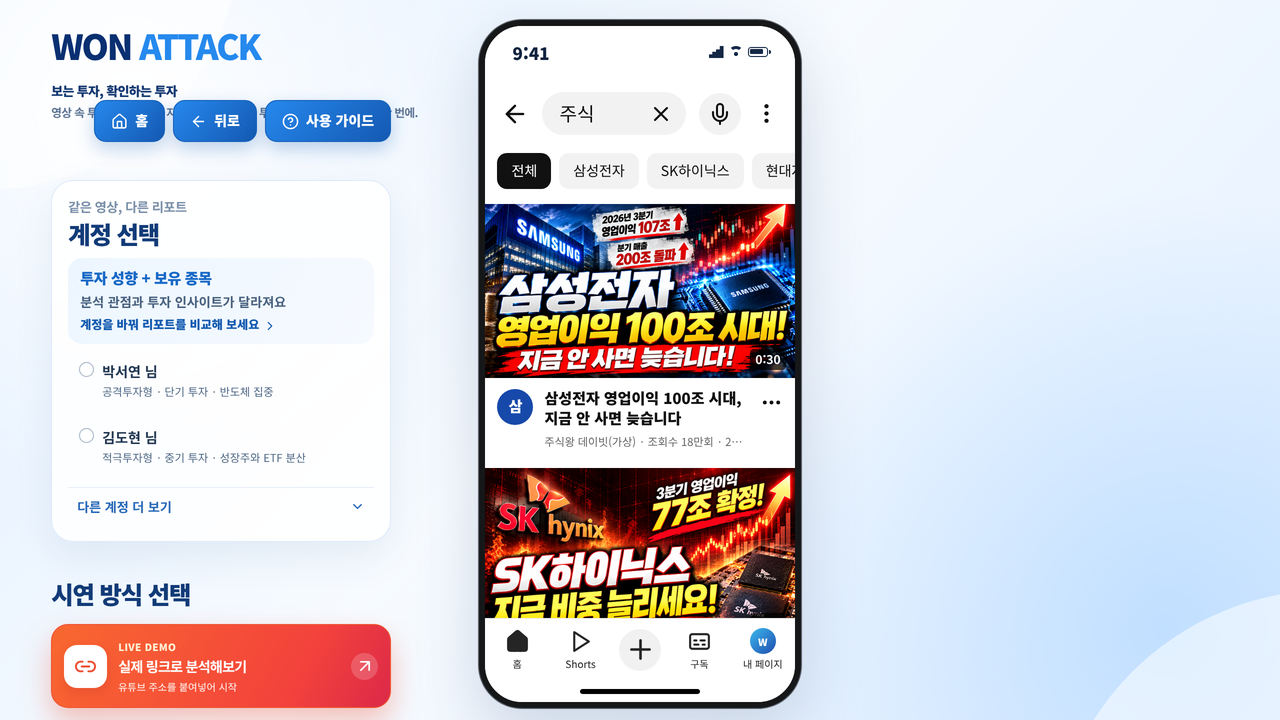 WON ATTACK
보는 투자, 확인하는 투자
영상 속 투
번에.
홈
뒤로
사용 가이드
같은 영상, 다른 리포트
계정 선택
투자 성향 + 보유 종목
분석 관점과 투자 인사이트가 달라져요
계정을 바꿔 리포트를 비교해 보세요
박서연 님
공격투자형 · 단기 투자 · 반도체 집중
김도현 님
적극투자형 · 중기 투자 · 성장주와 ETF 분산
다른 계정 더 보기
시연 방식 선택
LIVE DEMO
실제 링크로 분석해보기
유튜브 주소를 붙여넣어 시작
9:41
주식
전체
삼성전자
SK하이닉스
현대
SAMSUNG
2026년 3분기
영업이익 107조
분기 매출
200조 돌파
SAMSUNG
삼성전자
영업이익 100조 시대!
지금 안 사면 늦습니다!
0:30
삼
삼성전자 영업이익 100조 시대,
지금 안 사면 늦습니다
주식왕 데이빗(가상) · 조회수 18만회 · 2…
SK hynix
3분기 영업이익
77조 확정!
SK하이닉스
지금 비중 늘리세요!
SK hynix
SK hynix
홈
Shorts
구독
W
내 페이지